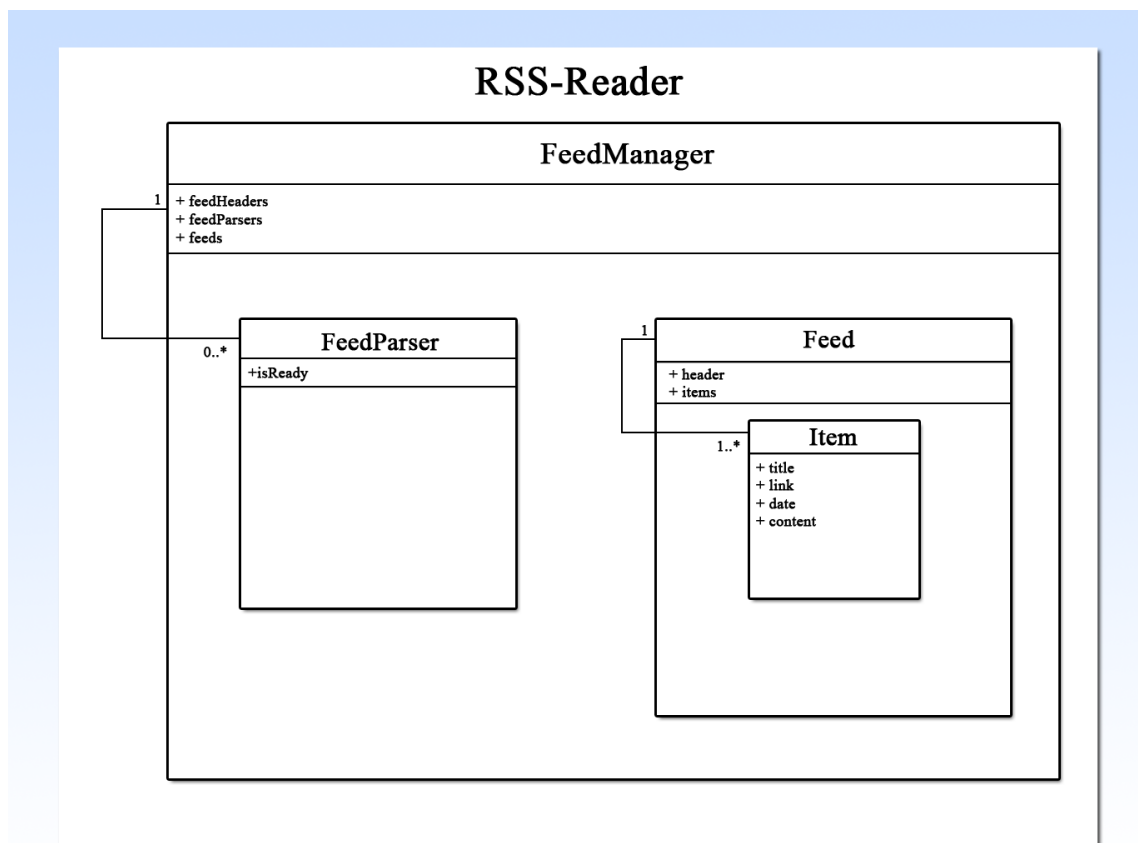 RSS-Reader
FeedManager
1
+ feedHeaders
+ feedParsers
+ feeds
0..*
FeedParser
+isReady
1
Feed
+ header
+ items
1..*
Item
+ title
+ link
+ date
+ content